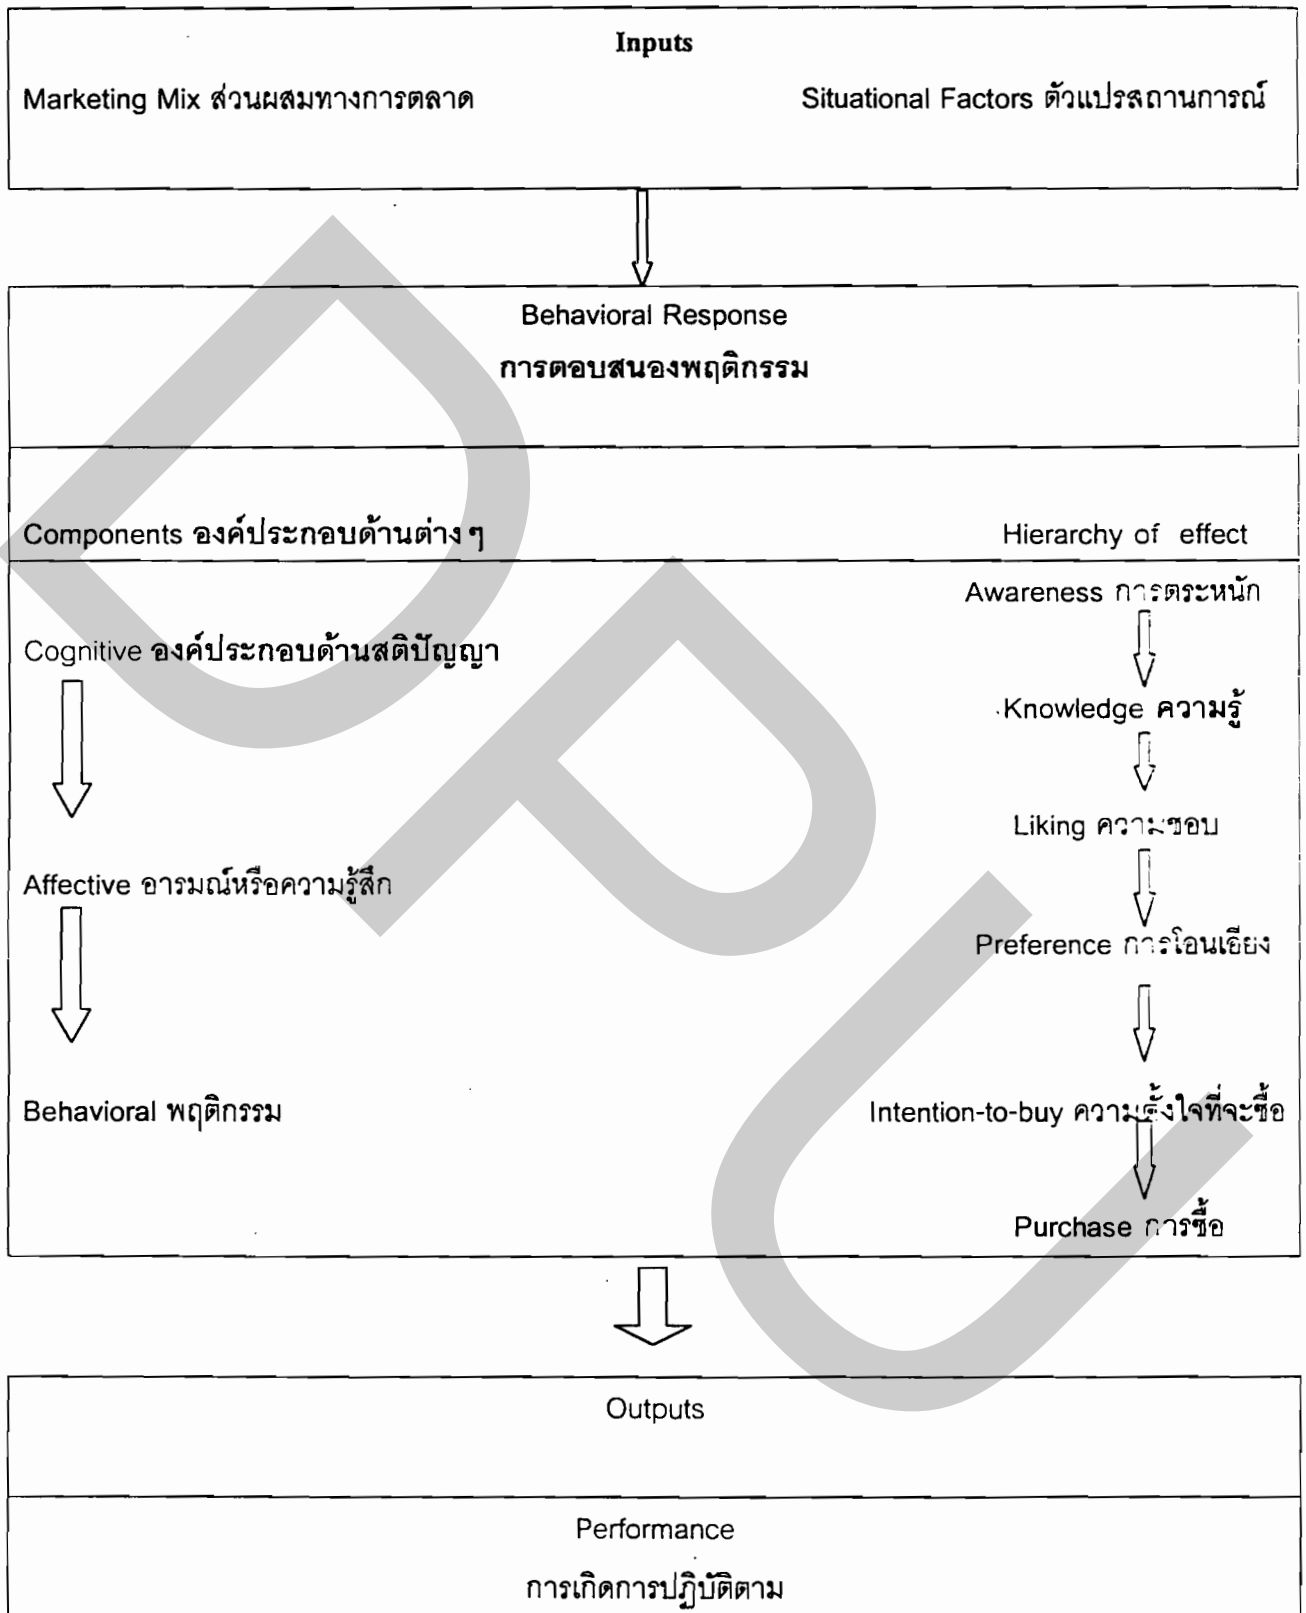 Inputs
Marketing Mix ส่วนผสมทางการตลาด Situational Factors ตัวแปรสถานการณ์
Behavioral Response
การตอบสนองพฤติกรรม
Components องค์ประกอบด้านต่างๆ Hierarchy of effect
Awareness การตระหนัก
Cognitive องค์ประกอบด้านสติปัญญา
Knowledge ความรู้
Liking ความชอบ
Affective อารมณ์หรือความรู้สึก
Preference การโอนเอียง
Behavioral พฤติกรรม Intention-to-buy ความตั้งใจที่จะซื้อ
Purchase การซื้อ
Outputs
Performance
การเกิดการปฏิบัติตาม
DPU